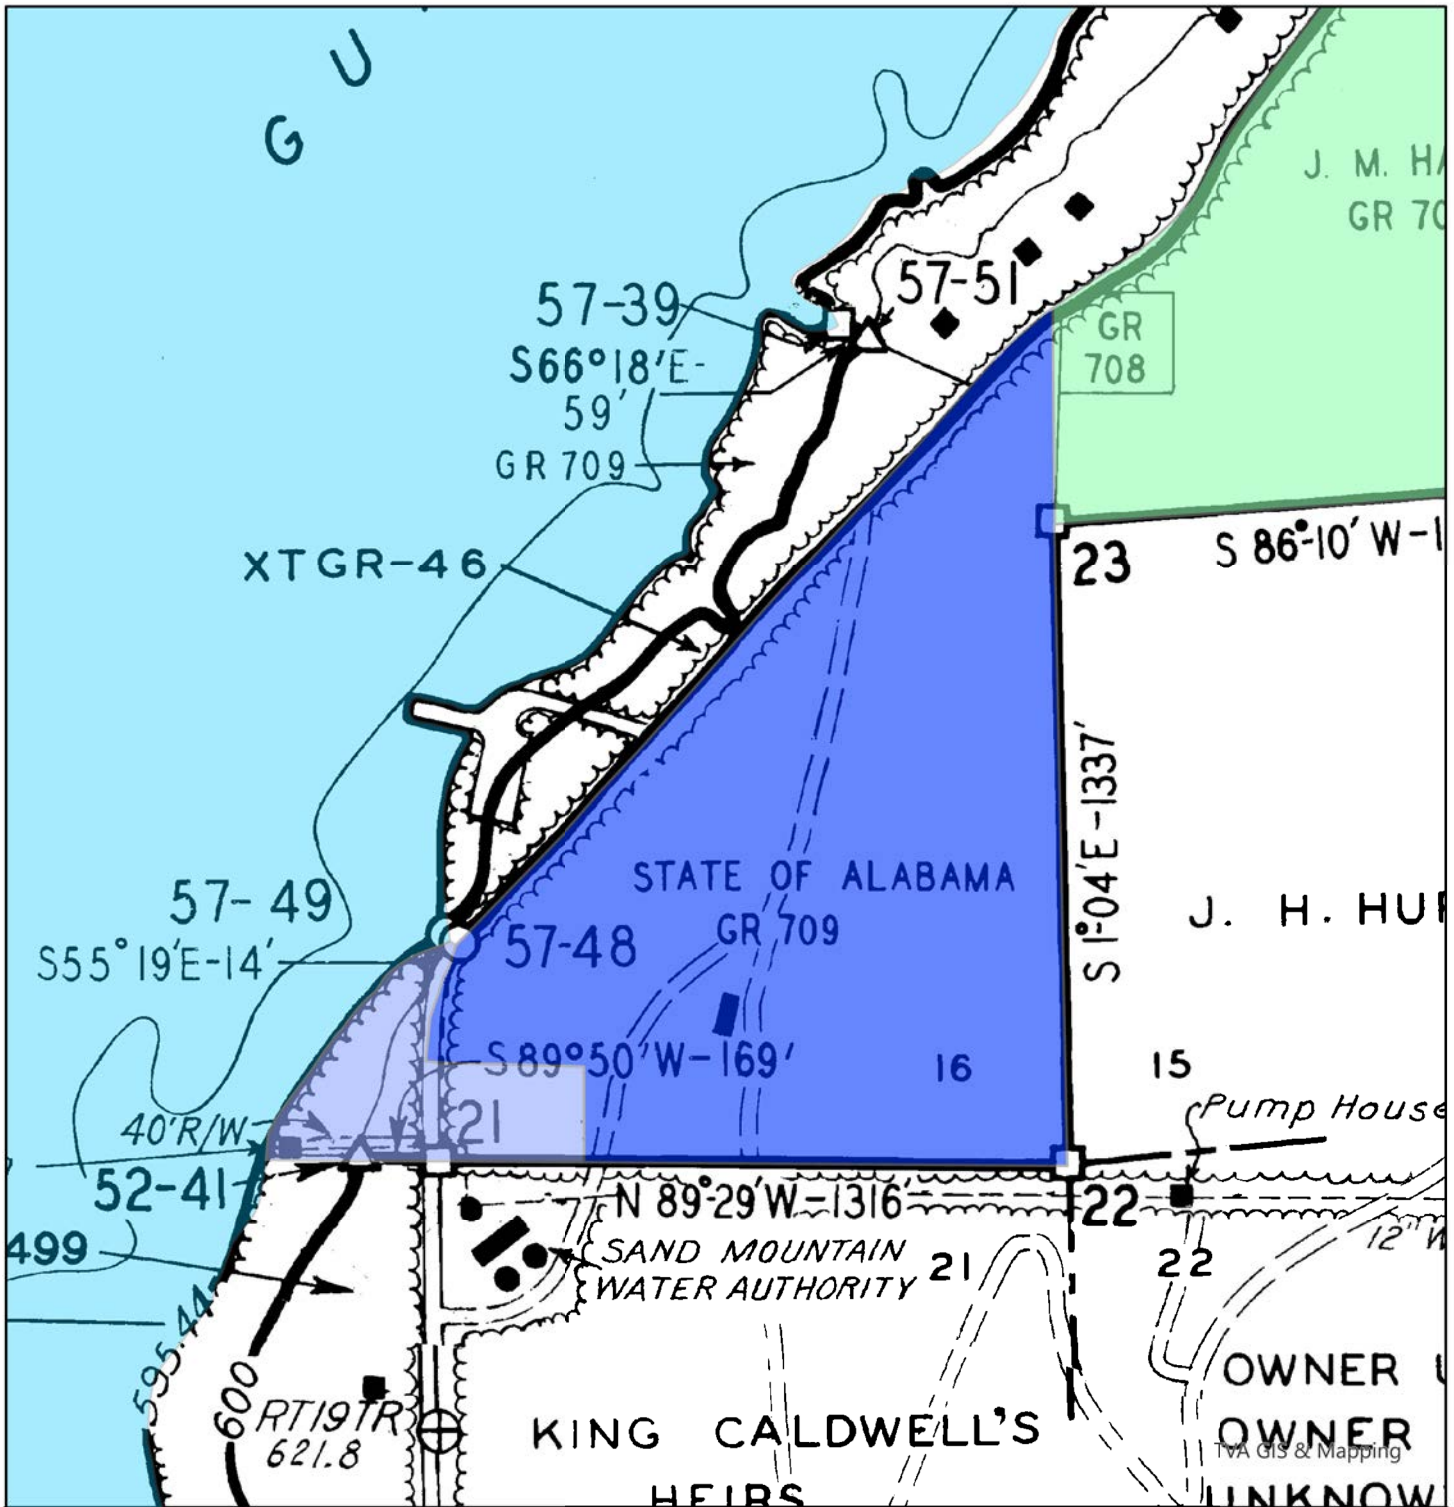 U
G
J. M. HA
GR 70
57-51
57-39
GR
708
S66°18'E-
59'
GR 709
S 86°-10' W-1
23
XTGR-46
S 1°04'E-1337'
STATE OF ALABAMA
GR 709
J. H. HU
57-49
57-48
S55°19'E-14'
S 89°50'W-169'
16
15
40'R/W
21
Pump House
52-41
N 89°-29'W-1316'
22
499
SAND MOUNTAIN
WATER AUTHORITY
21
22
12" W
595.44
600
RT19TR
621.8
OWNER
KING CALDWELL'S
OWNER
TVA GIS & Mapping
HEIRS
UNKNOW